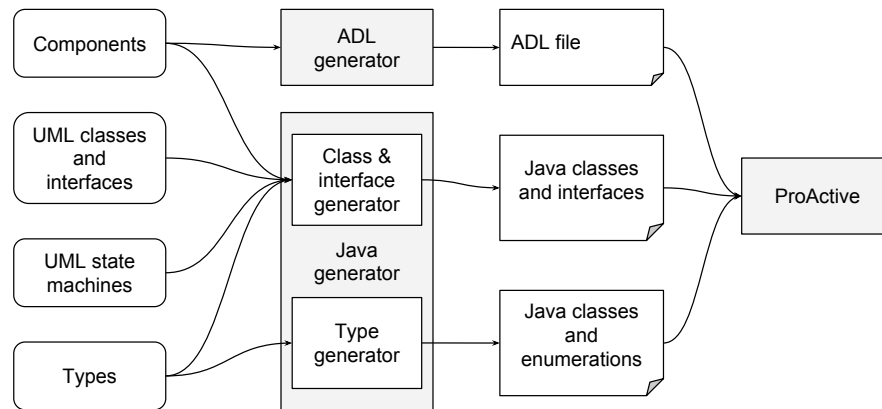 Components
ADL
generator
ADL file
UML classes
and
interfaces
Class &
interface
generator
Java classes
and interfaces
ProActive
UML state
machines
Java
generator
Types
Type
generator
Java classes
and
enumerations